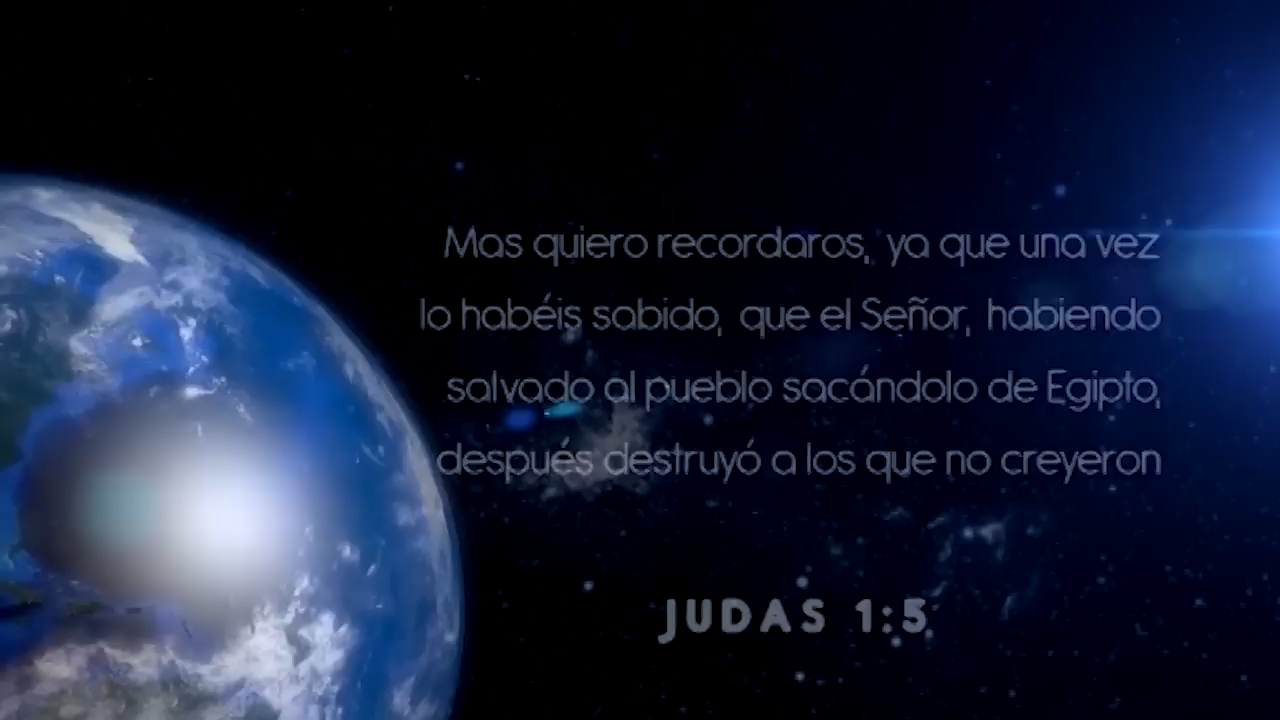 Mas quiero recordaros, ya que una vez
lo habéis sabido, que el Señor, habiendo
salvado al pueblo sacándolo de Egipto,
después destruyó a los que no creyeron
JUDAS 1:5